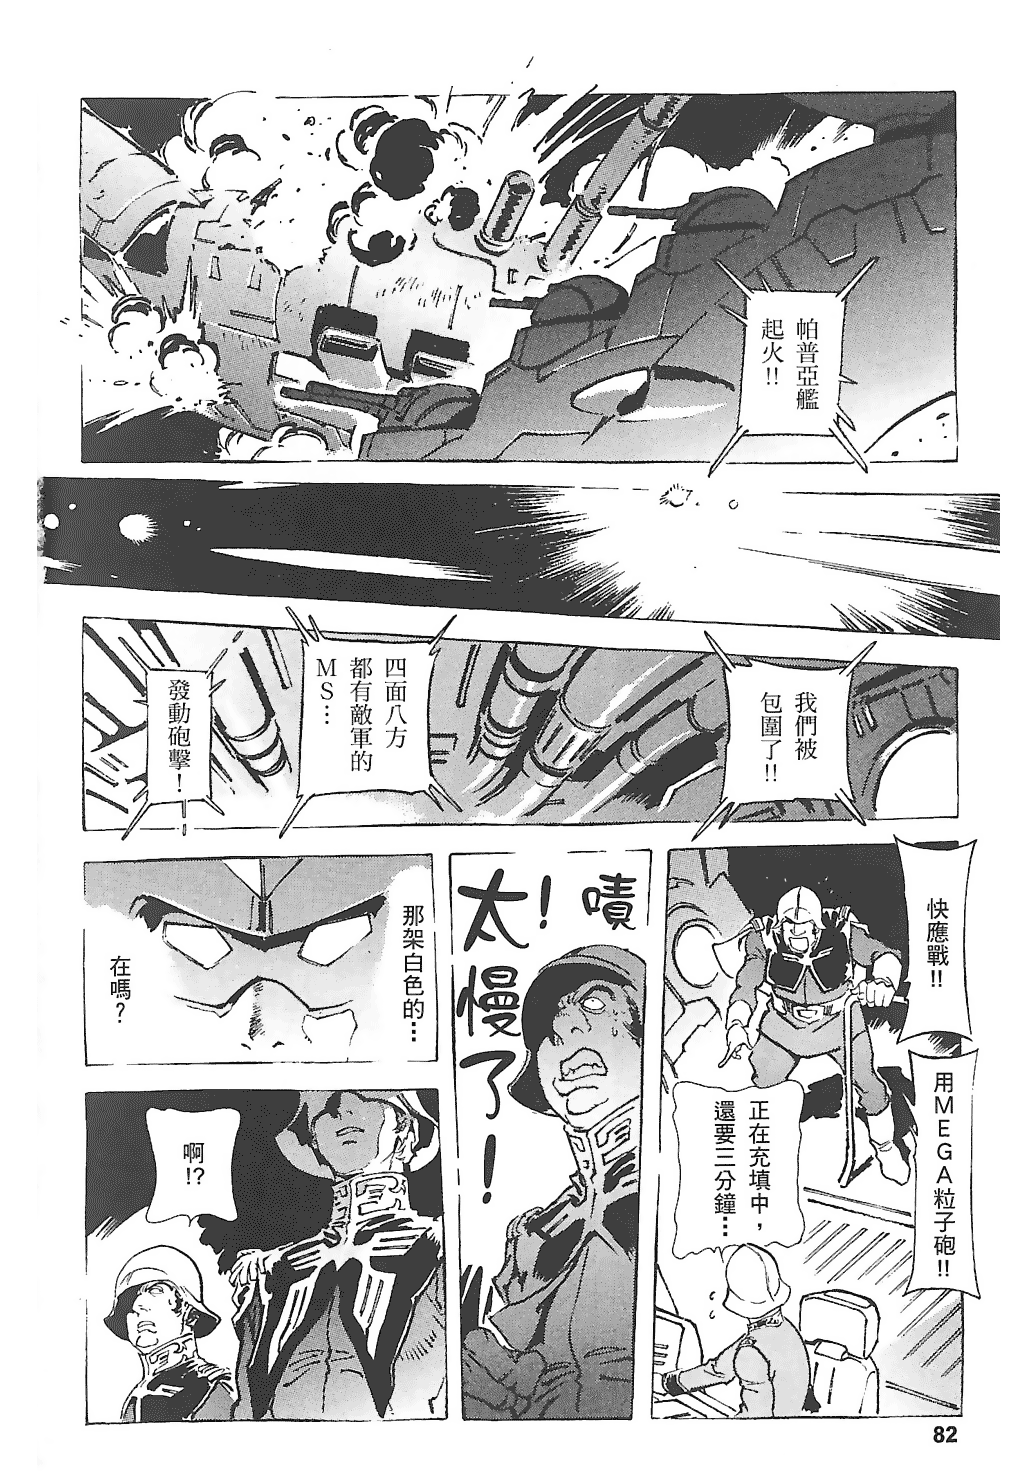 帕普亞艦
起火!!
我們被
包圍了!!
四面八方
都有敵軍的
MS…
發動砲擊！
快應戰!!
用MEGA粒子砲!!
正在充填中，
還要三分鐘…
嘖！
太慢了！
那架白色的…
在嗎？
啊!?
82